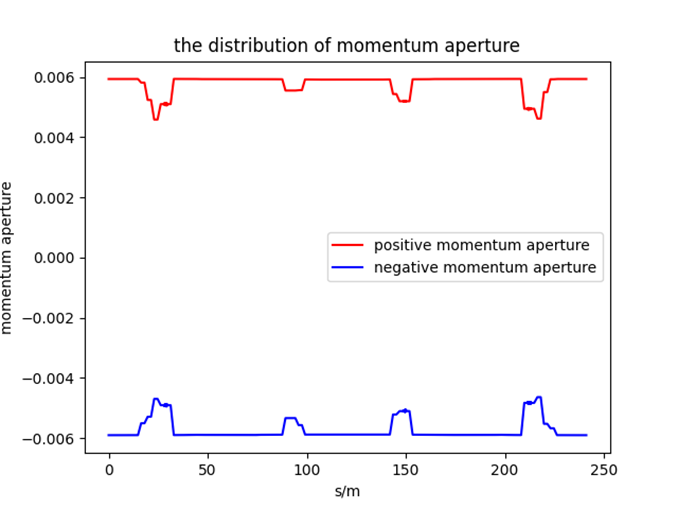 the distribution of momentum aperture
0.006
0.004
0.002
0.000
−0.002
−0.004
−0.006
momentum aperture
positive momentum aperture
negative momentum aperture
0 50 100 150 200 250
s/m